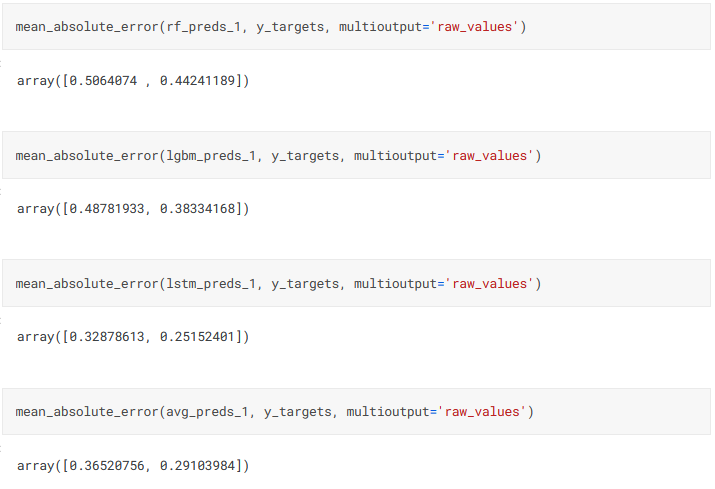 mean_absolute_error(rf_preds_1, y_targets, multioutput='raw_values')
array([0.5064074 , 0.44241189])
mean_absolute_error(lgbm_preds_1, y_targets, multioutput='raw_values')
array([0.48781933, 0.38334168])
mean_absolute_error(lstm_preds_1, y_targets, multioutput='raw_values')
array([0.32878613, 0.25152401])
mean_absolute_error(avg_preds_1, y_targets, multioutput='raw_values')
array([0.36520756, 0.29103984])